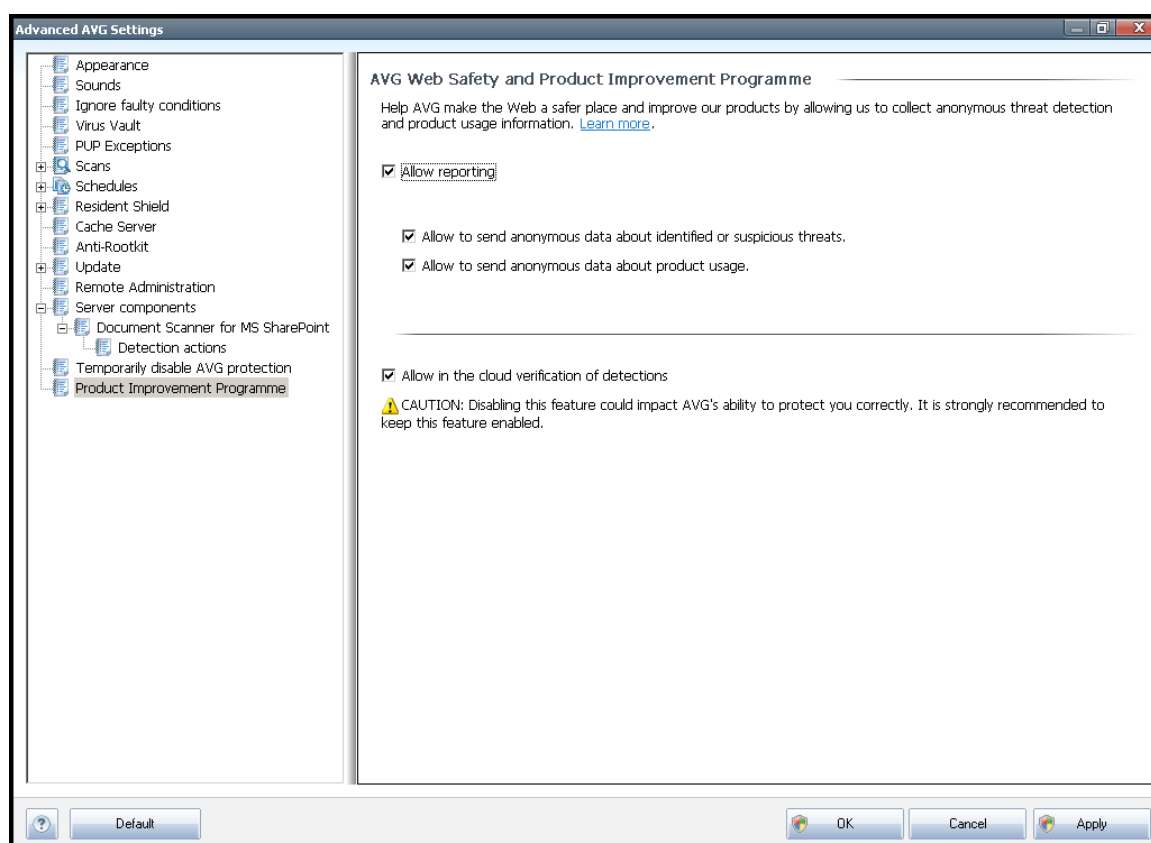 Advanced AVG Settings
Appearance
Sounds
Ignore faulty conditions
Virus Vault
PUP Exceptions
Scans
Schedules
Resident Shield
Cache Server
Anti-Rootkit
Update
Remote Administration
Server components
Document Scanner for MS SharePoint
Detection actions
Temporarily disable AVG protection
Product Improvement Programme
AVG Web Safety and Product Improvement Programme
Help AVG make the Web a safer place and improve our products by allowing us to collect anonymous threat detection
and product usage information. Learn more.
Allow reporting
Allow to send anonymous data about identified or suspicious threats.
Allow to send anonymous data about product usage.
Allow in the cloud verification of detections
CAUTION: Disabling this feature could impact AVG's ability to protect you correctly. It is strongly recommended to
keep this feature enabled.
? Default OK Cancel Apply